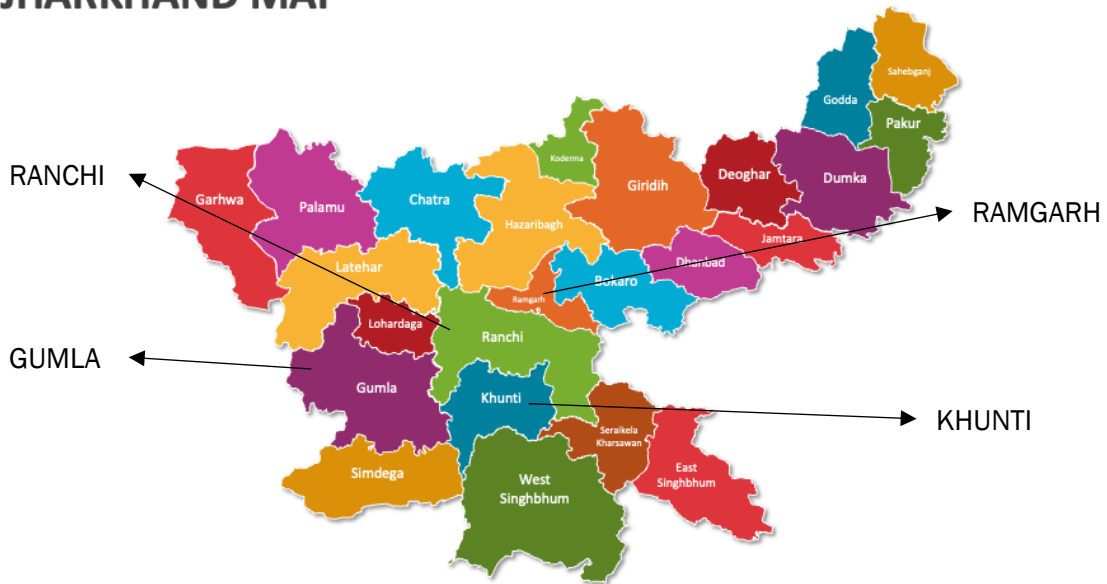 JHARKHAND MAP
Sahebganj
Godda
Pakur
Koderma
RANCHI
Garhwa
Palamu
Chatra
Giridih
Deoghar
Dumka
Hazaribagh
RAMGARH
Jamtara
Latehar
Dhanbad
Bokaro
Ramgarh
Lohardaga
Ranchi
GUMLA
Gumla
Khunti
KHUNTI
Seraikela
Kharsawan
Simdega
East
Singhbhum
West
Singhbhum